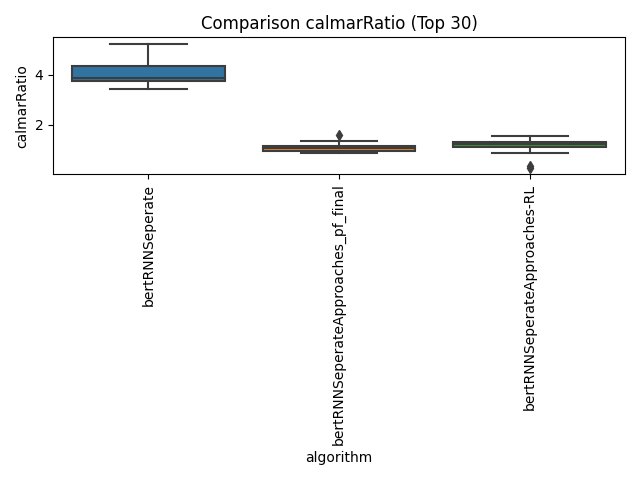 Comparison calmarRatio (Top 30)
calmarRatio
4
2
bertRNNSeperate
bertRNNSeperateApproaches_pf_final
bertRNNSeperateApproaches-RL
algorithm